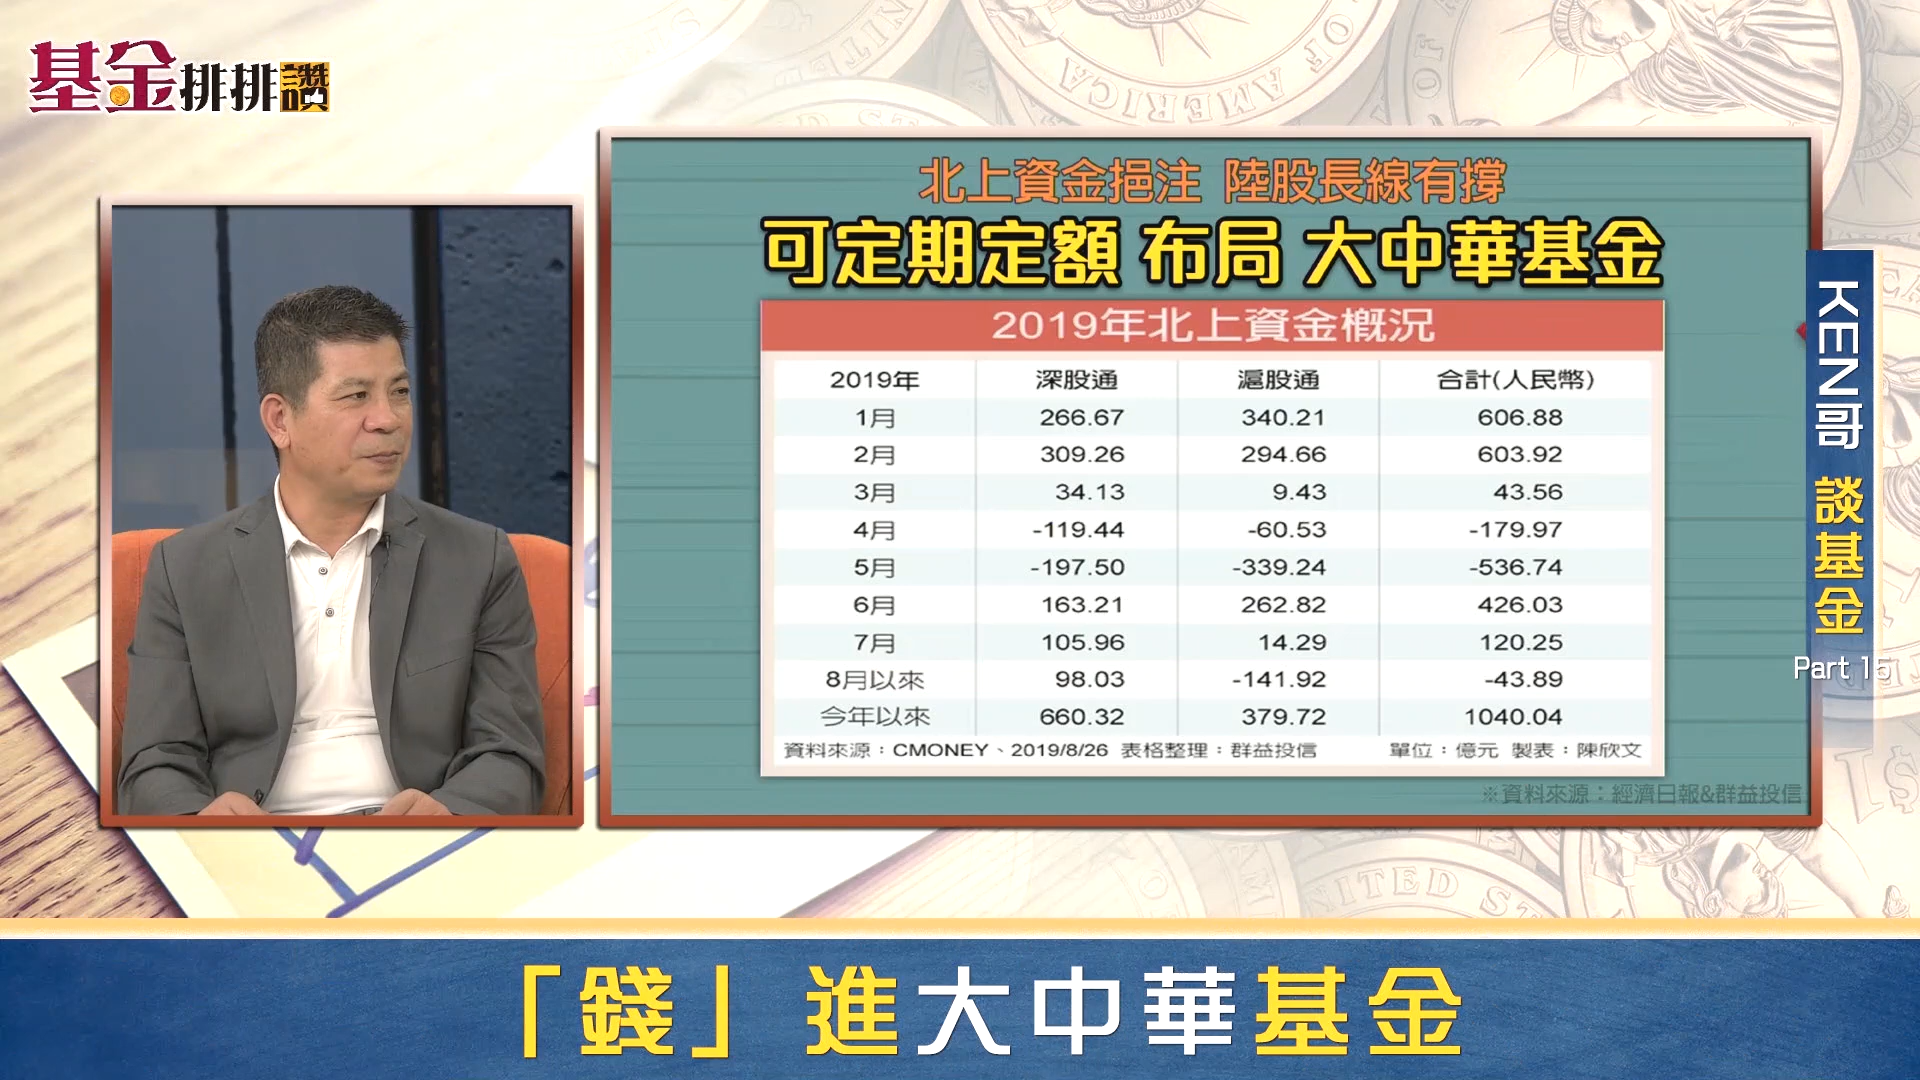 基金排排讚
北上資金挹注 陸股長線有撐
可定期定額 布局 大中華基金
2019年北上資金概況
2019年 深股通 滬股通 合計(人民幣)
1月 266.67 340.21 606.88
2月 309.26 294.66 603.92
3月 34.13 9.43 43.56
4月 -119.44 -60.53 -179.97
5月 -197.50 -339.24 -536.74
6月 163.21 262.82 426.03
7月 105.96 14.29 120.25
8月以來 98.03 -141.92 -43.89
今年以來 660.32 379.72 1040.04
資料來源：CMONEY、2019/8/26 表格整理：群益投信 單位：億元 製表：陳欣文
※資料來源：經濟日報&群益投信
KEN哥 談基金
Part 15
「錢」進大中華基金
OF AMERICA
UNITED ST